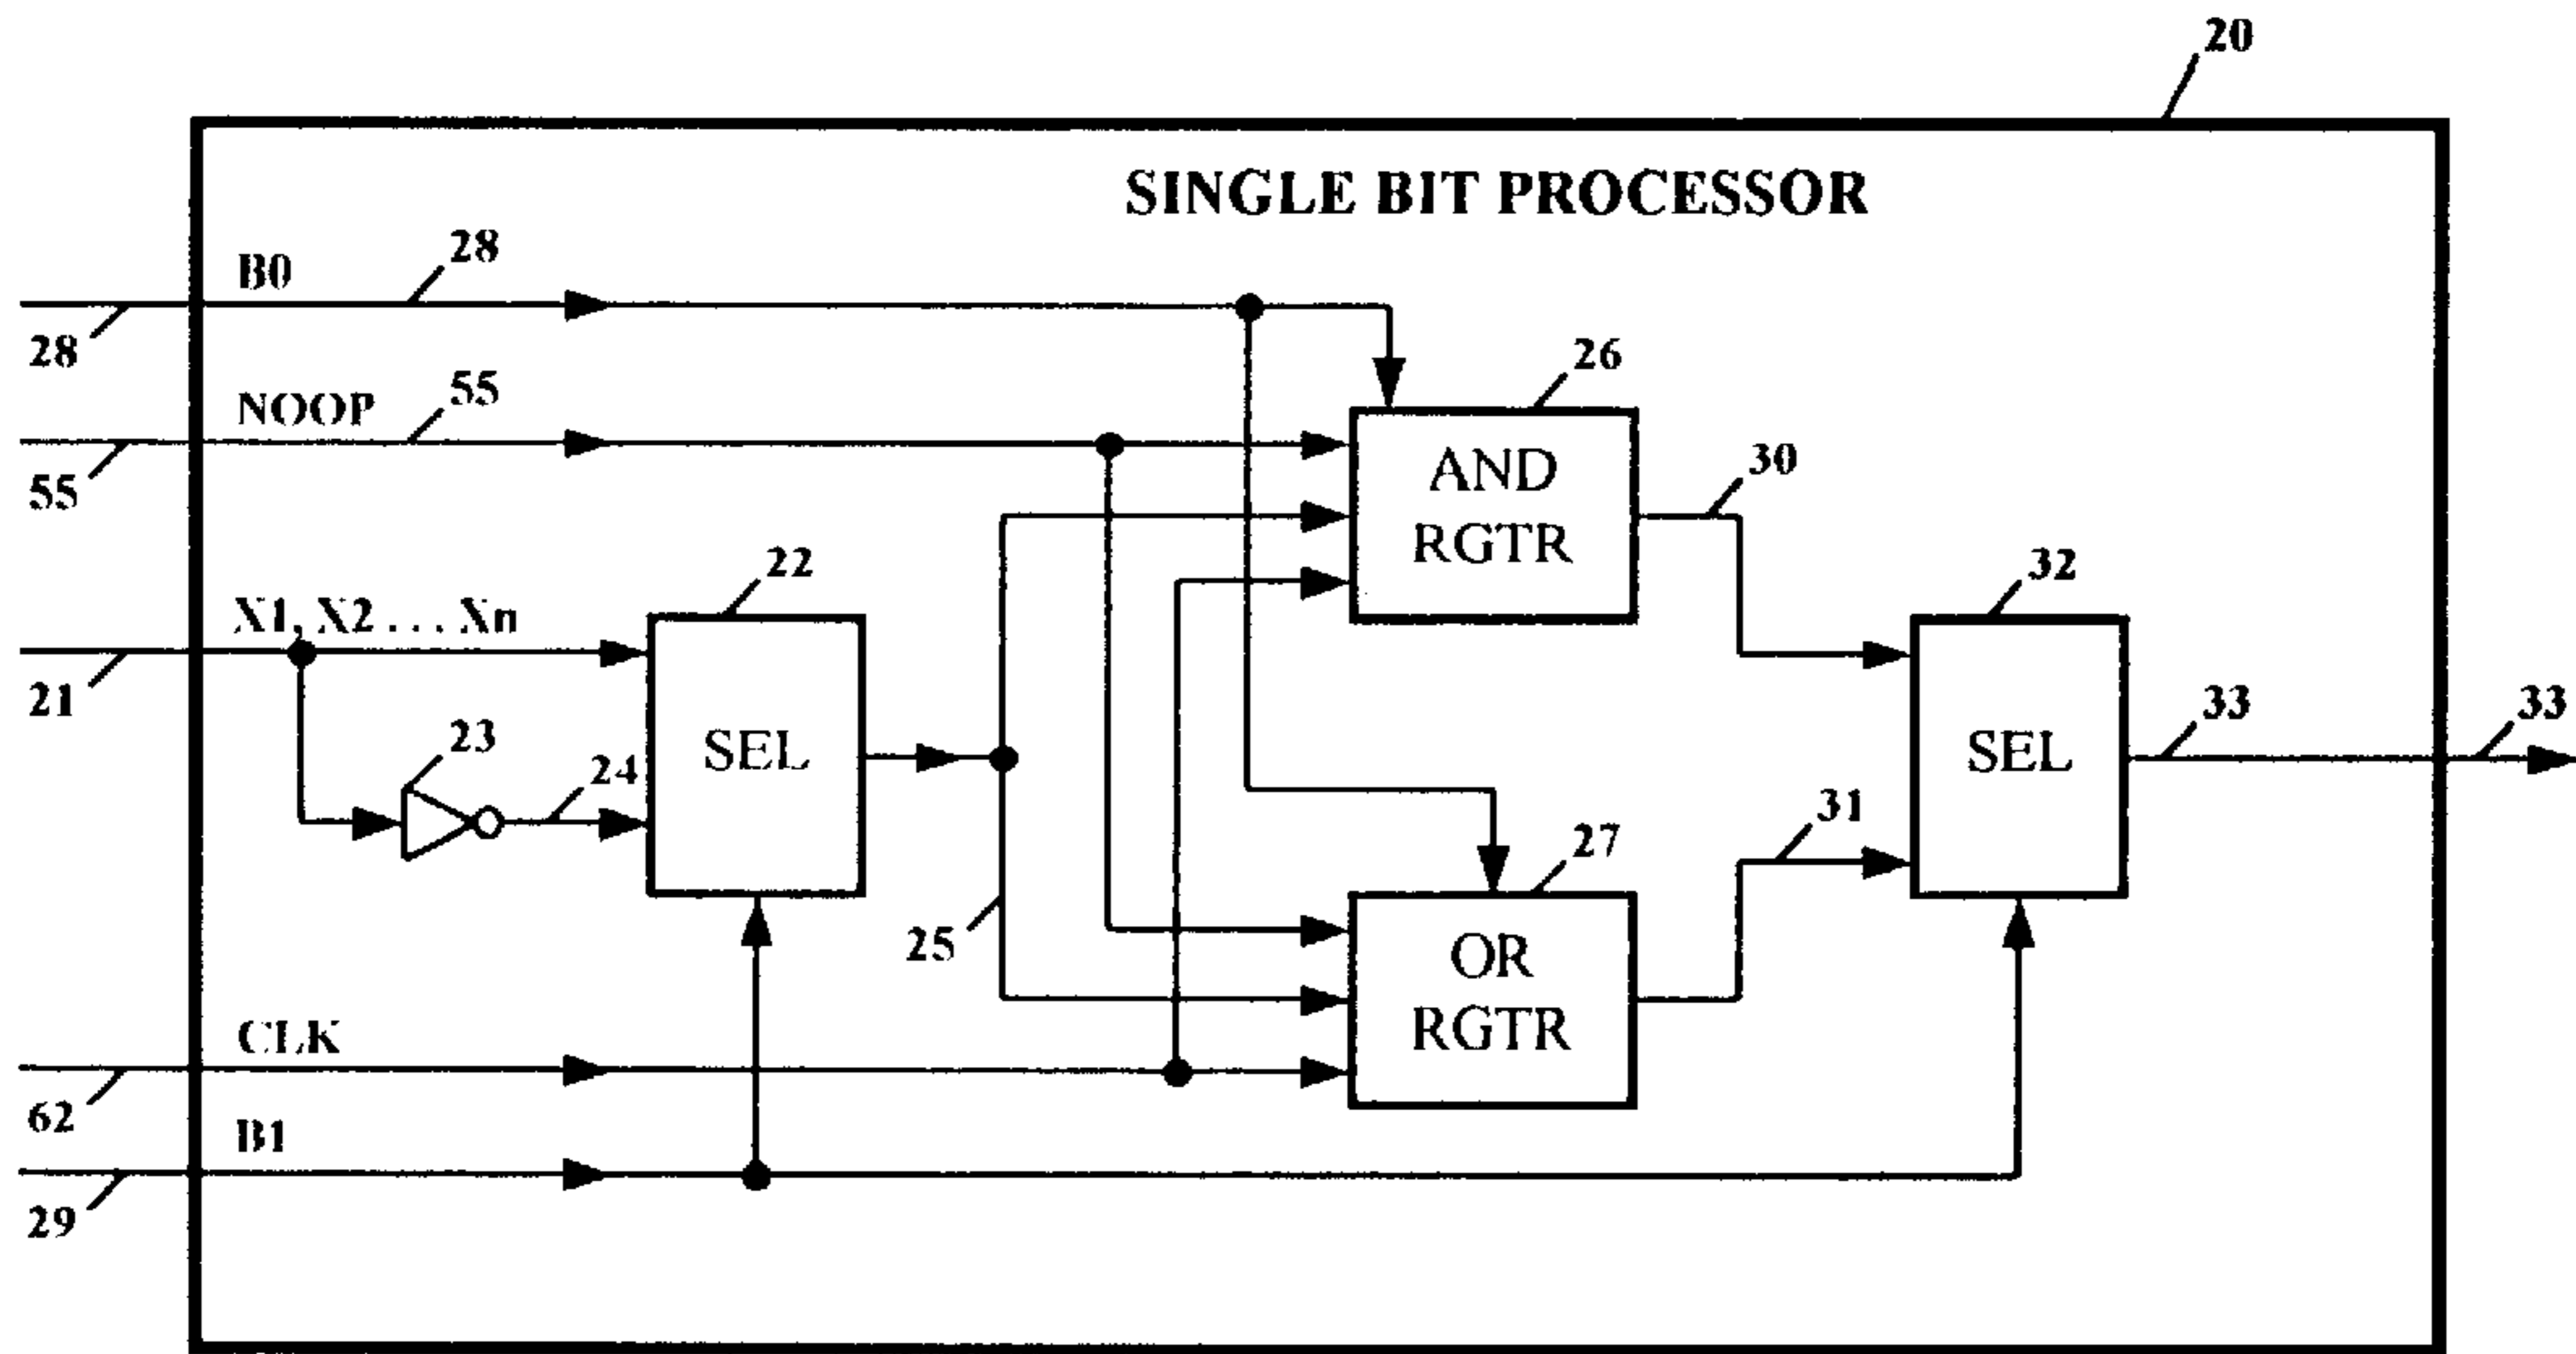 20
SINGLE BIT PROCESSOR
B0
28
28
NOOP
55
55
26
AND
RGTR
30
X1, X2 . . . Xn
21
22
SEL
23
24
25
32
SEL
33
33
31
27
OR
RGTR
CLK
62
B1
29